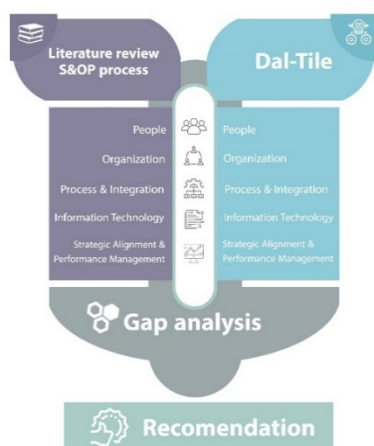 Literature review
S&OP process
Dal-Tile
People
People
Organization
Organization
Process & Integration
Process & Integration
Information Technology
Information Technology
Strategic Alignment &
Performance Management
Strategic Alignment &
Performance Management
Gap analysis
Recomendation